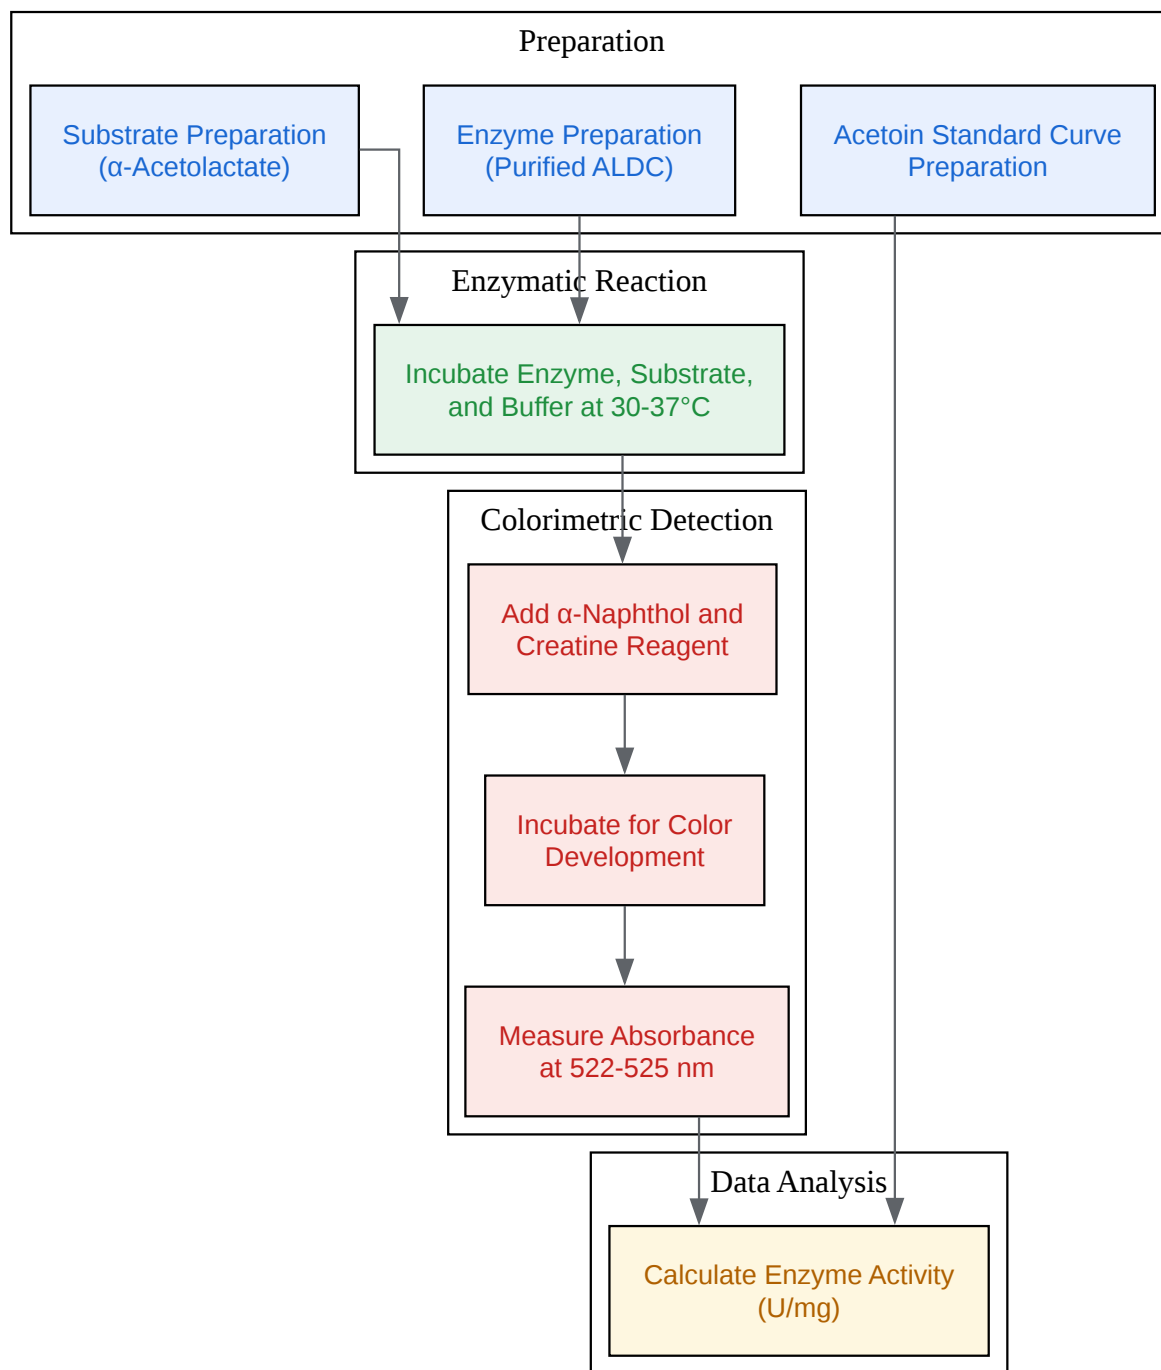 Preparation
Substrate Preparation
(α-Acetolactate)
Enzyme Preparation
(Purified ALDC)
Acetoin Standard Curve
Preparation
Enzymatic Reaction
Incubate Enzyme, Substrate,
and Buffer at 30-37°C
Colorimetric Detection
Add α-Naphthol and
Creatine Reagent
Incubate for Color
Development
Measure Absorbance
at 522-525 nm
Data Analysis
Calculate Enzyme Activity
(U/mg)